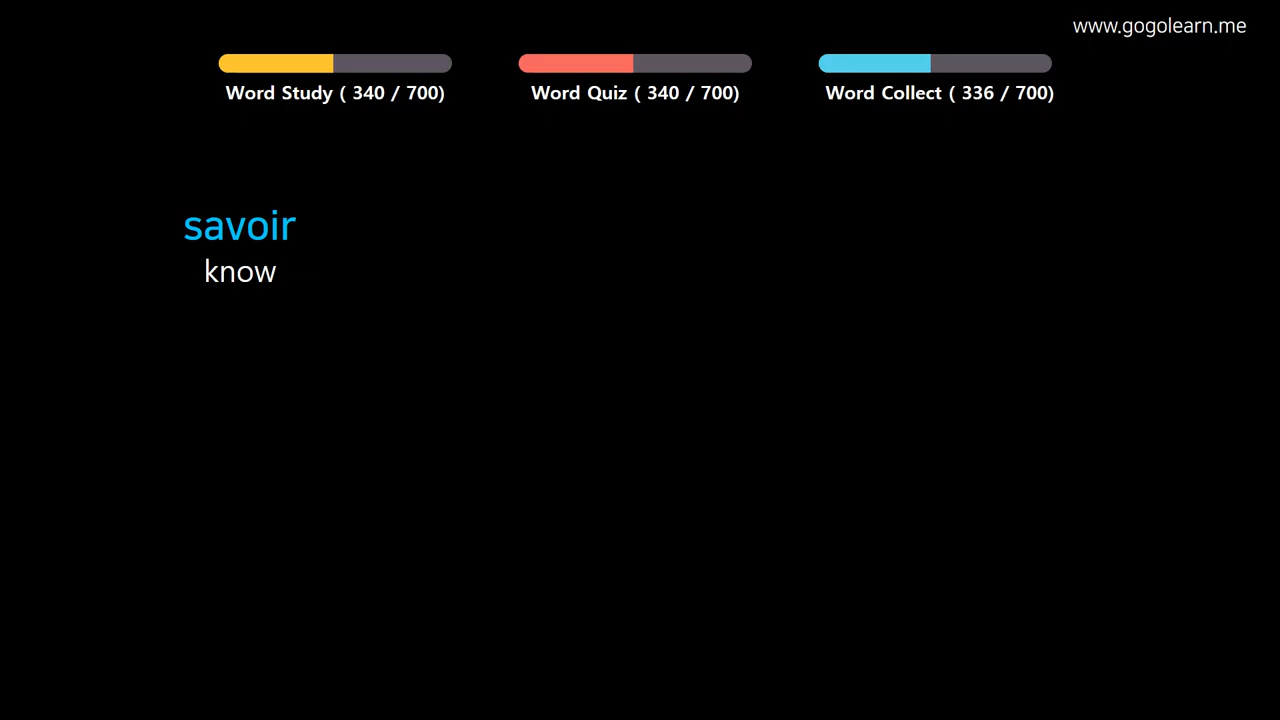 www.gogolearn.me
Word Study ( 340 / 700)
Word Quiz ( 340 / 700)
Word Collect ( 336 / 700)
savoir
know